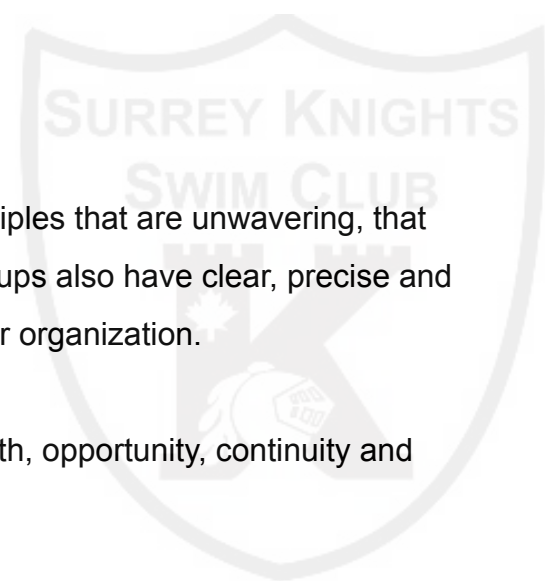 SURREY KNIGHTS
SWIM CLUB
iples that are unwavering, that
ups also have clear, precise and
r organization.
th, opportunity, continuity and